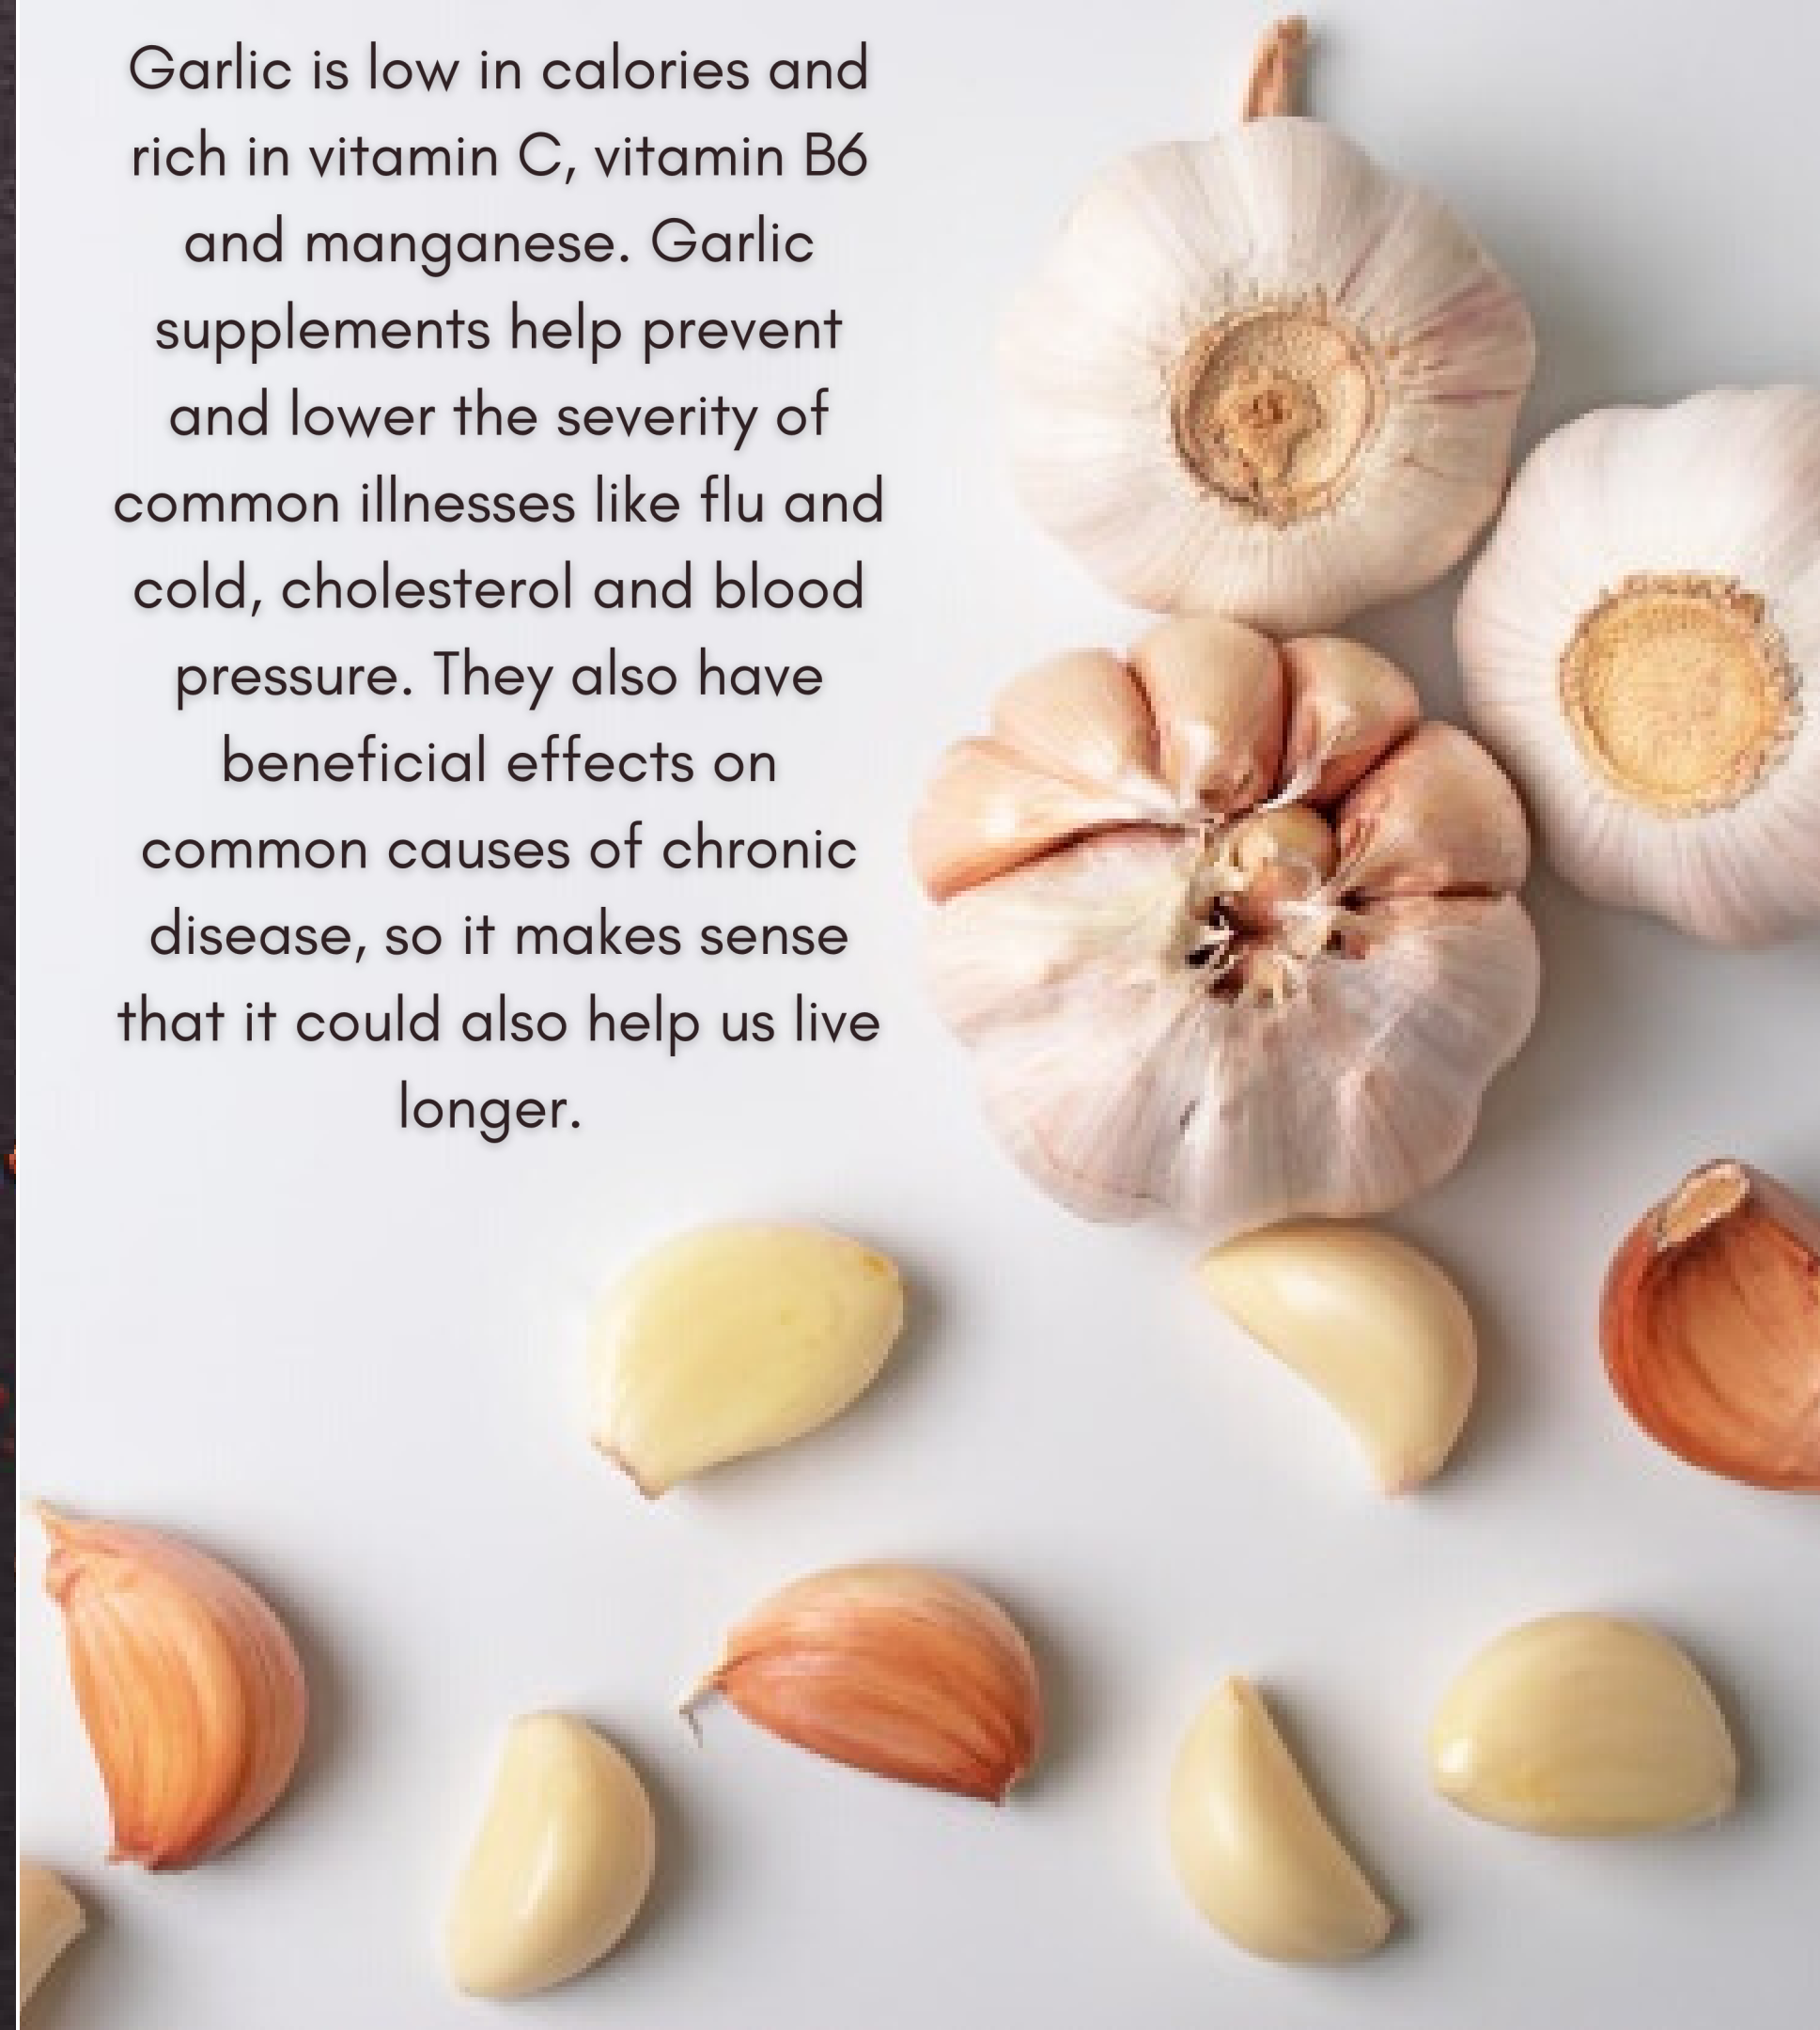 Garlic is low in calories and
rich in vitamin C, vitamin B6
and manganese. Garlic
supplements help prevent
and lower the severity of
common illnesses like flu and
cold, cholesterol and blood
pressure. They also have
beneficial effects on
common causes of chronic
disease, so it makes sense
that it could also help us live
longer.